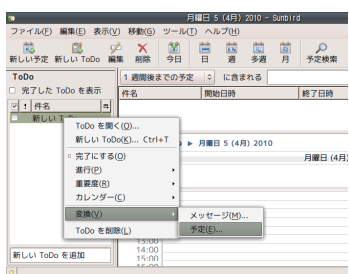 月曜日 5 (4月) 2010 - Sunbird
ファイル(F) 編集(E) 表示(V) 移動(G) ツール(T) ヘルプ(H)
新しい予定 新しい ToDo 編集 削除 今日 日 週 多週 月 予定検索
ToDo
完了した ToDo を表示
! 件名
新しい
1 週間後までの予定 に含まれる
件名 開始日時 終了日時
月曜日 5 (4月) 2010
月曜日 (4月)
ToDo を開く(O)...
新しい ToDo(K)... Ctrl+T
完了にする(O)
進行(P)
重要度(R)
カレンダー(C)
変換(V)
ToDo を削除(L)
メッセージ(M)...
予定(E)...
13:00
14:00
15:00
16:00
新しい ToDo を追加